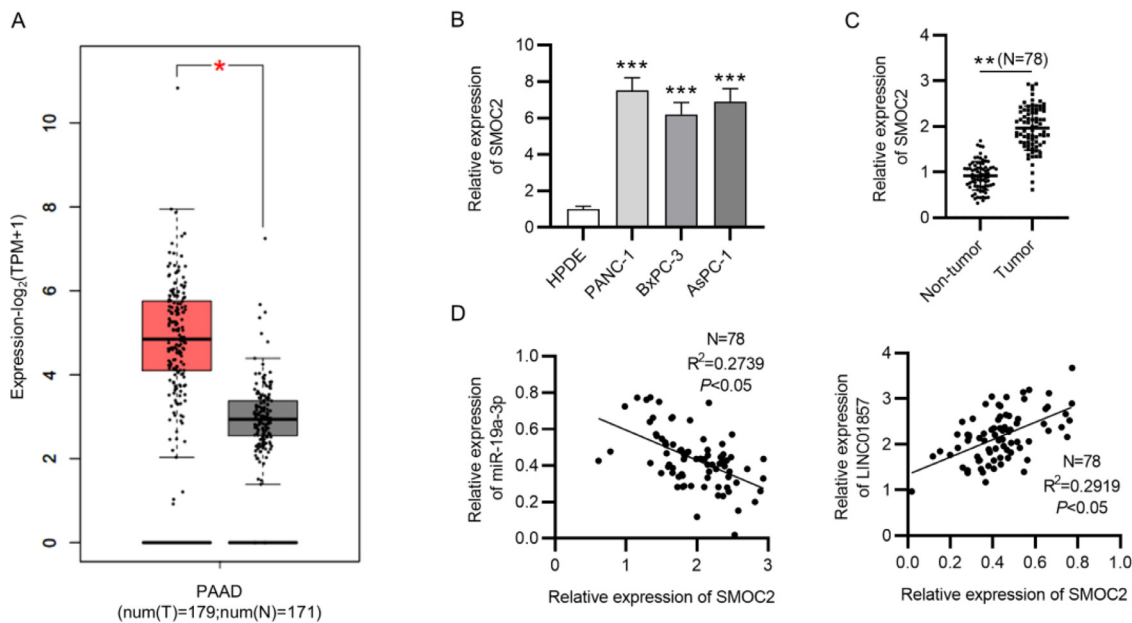 A
Expression-log2(TPM+1)
10
8
6
4
2
0
*
PAAD
(num(T)=179;num(N)=171)
B
Relative expression
of SMOC2
10
8
6
4
2
0
***
***
***
HPDE
PANC-1
BxPC-3
AsPC-1
C
Relative expression
of SMOC2
4
3
2
1
0
**(N=78)
Non-tumor
Tumor
D
Relative expression
of miR-19a-3p
1.0
0.8
0.6
0.4
0.2
0.0
N=78
R2=0.2739
P<0.05
0 1 2 3
Relative expression of SMOC2
Relative expression
of LINC01857
4
3
2
1
0
N=78
R2=0.2919
P<0.05
0.0 0.2 0.4 0.6 0.8 1.0
Relative expression of SMOC2